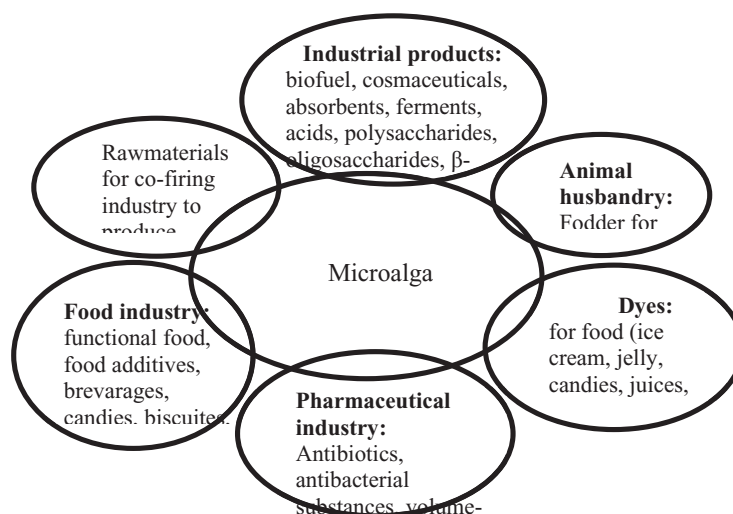 Industrial products:
biofuel, cosmaceuticals,
absorbents, ferments,
acids, polysaccharides,
oligosaccharides, β-
Rawmaterials
for co-firing
industry to
produce
Animal
husbandry:
Fodder for
Microalga
Food industry:
functional food,
food additives,
brevarages,
candies, biscuites,
Dyes:
for food (ice
cream, jelly,
candies, juices,
Pharmaceutical
industry:
Antibiotics,
antibacterial
substances, volume-